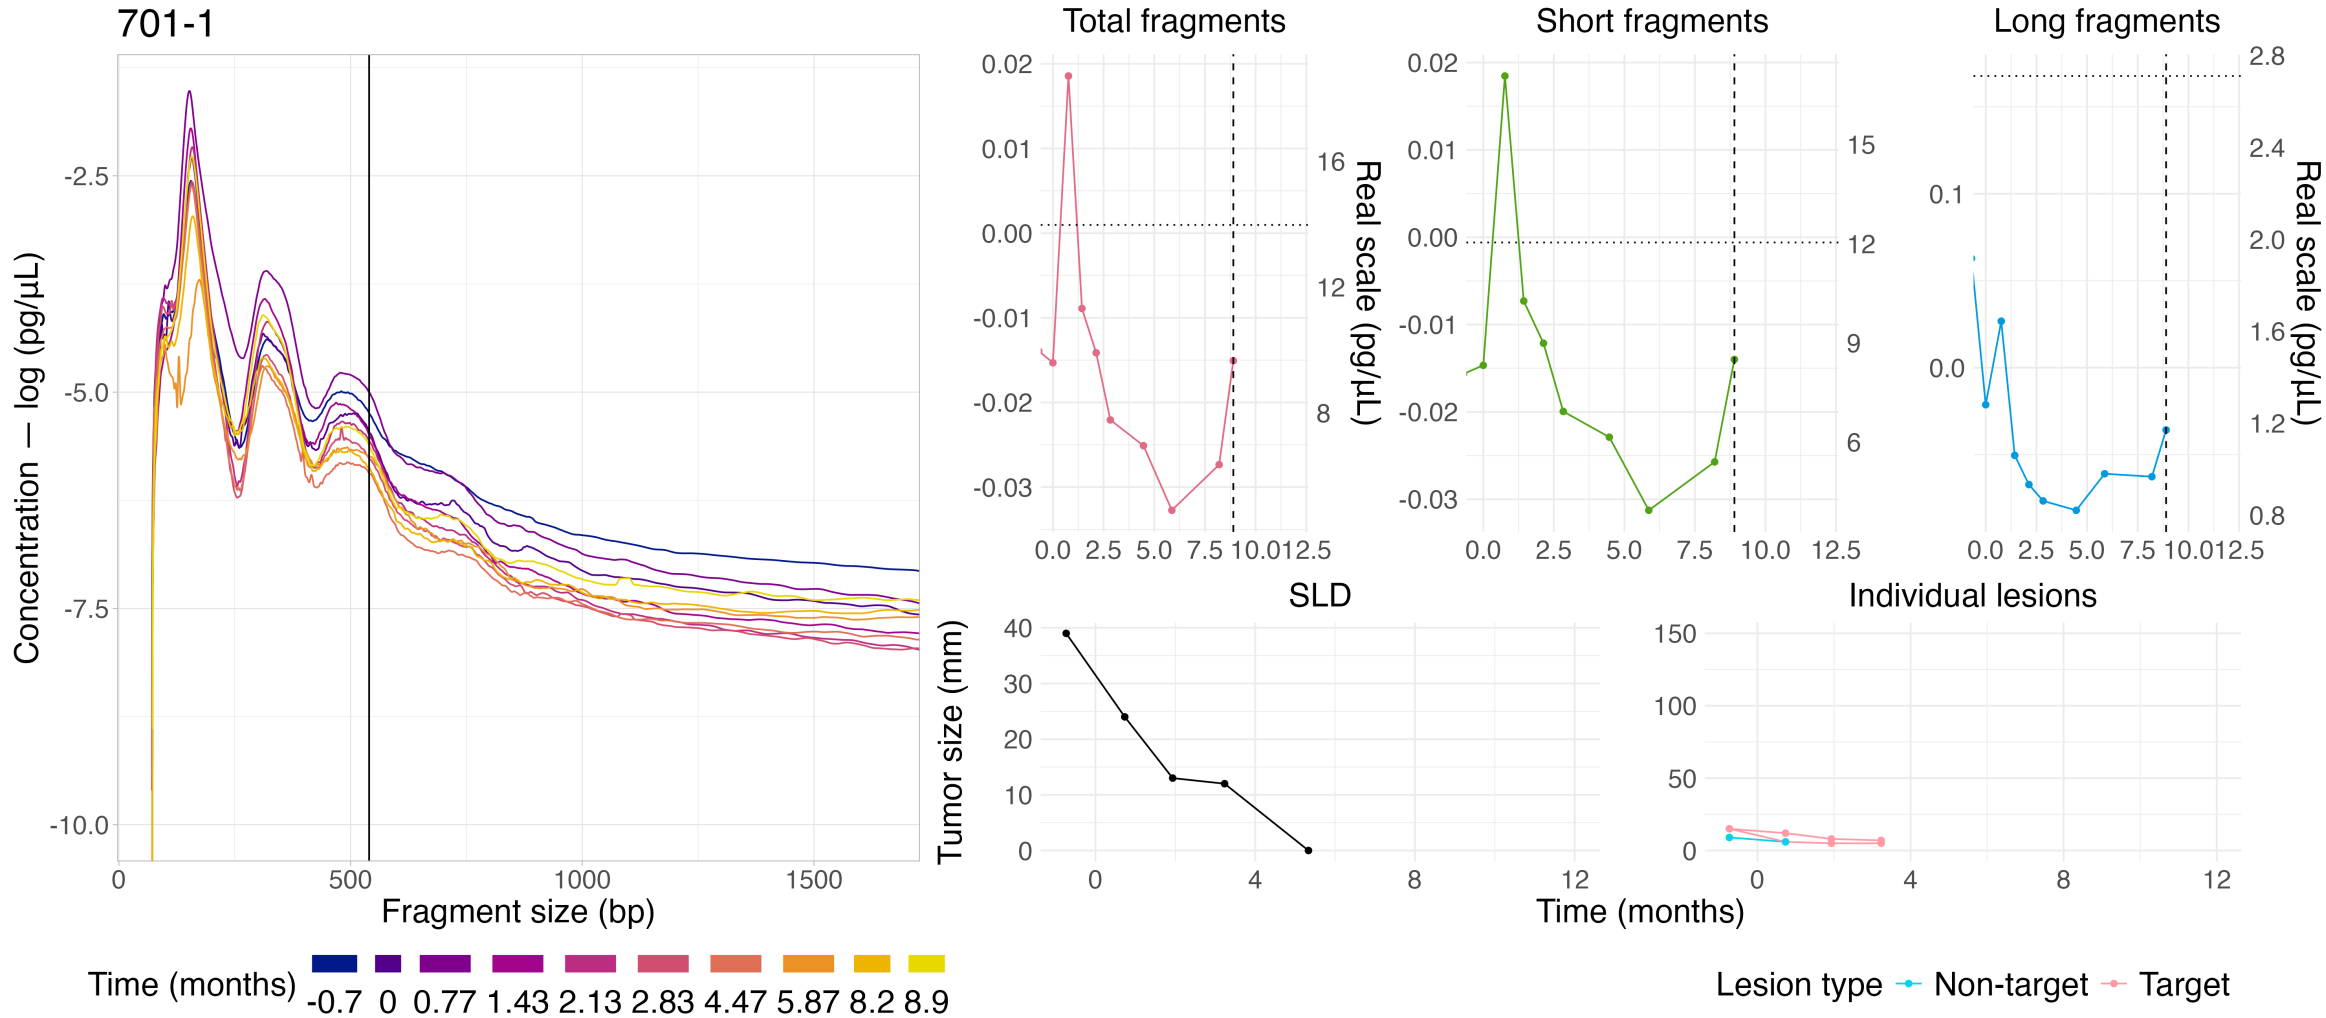 701-1
Total fragments
Short fragments
Long fragments
Concentration — log (pg/µL)
-2.5
-5.0
-7.5
-10.0
0 500 1000 1500
Fragment size (bp)
Time (months)
-0.7 0 0.77 1.43 2.13 2.83 4.47 5.87 8.2 8.9
0.02
0.01
0.00
-0.01
-0.02
-0.03
0.0 2.5 5.0 7.5 10.0 12.5
16
12
8
Real scale (pg/µL)
0.02
0.01
0.00
-0.01
-0.02
-0.03
0.0 2.5 5.0 7.5 10.0 12.5
15
12
9
6
0.1
0.0
0.0 2.5 5.0 7.5 10.0 12.5
2.8
2.4
2.0
1.6
1.2
0.8
Real scale (pg/µL)
SLD
Tumor size (mm)
40
30
20
10
0
0 4 8 12
Individual lesions
150
100
50
0
0 4 8 12
Time (months)
Lesion type Non-target Target